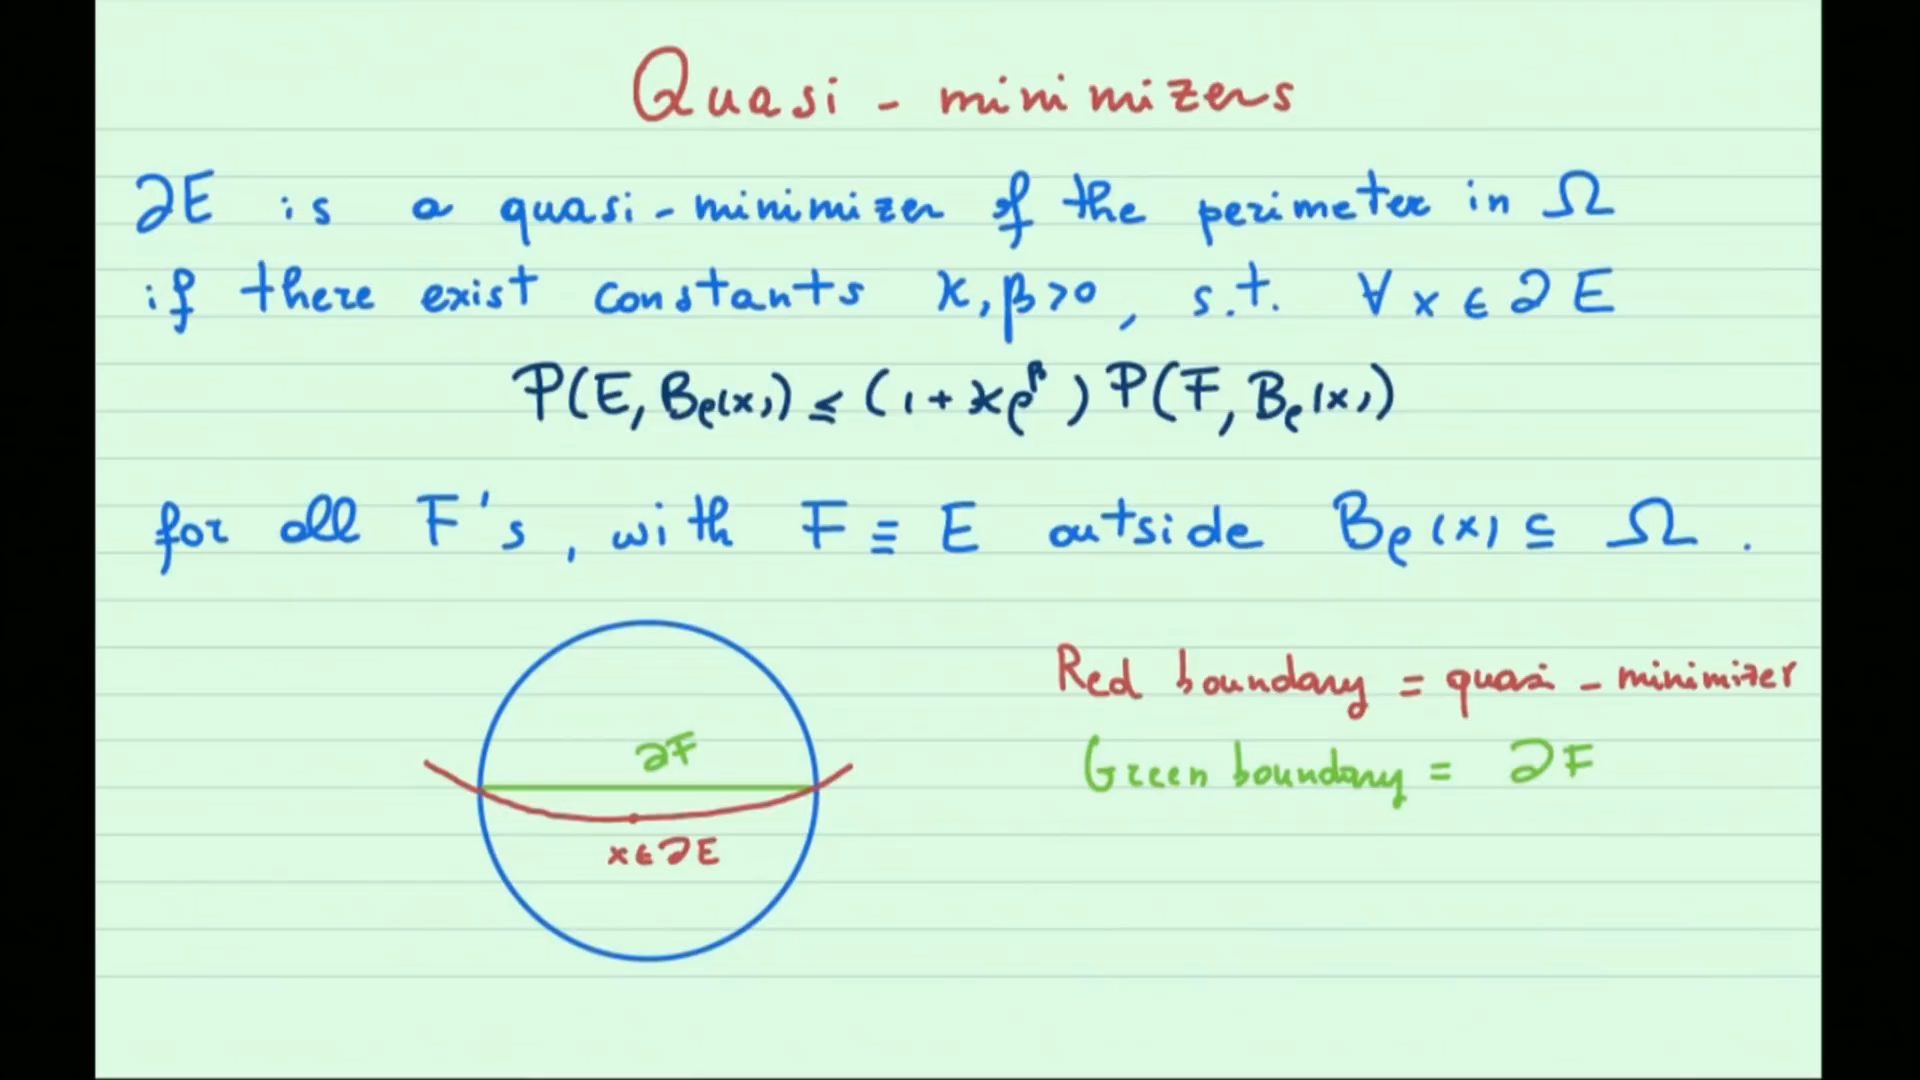 Quasi - minimizers
∂E is a quasi-minimizer of the perimeter in Ω
if there exist constants ϰ, β > 0, s.t. ∀ x ∈ ∂E
P(E, Bρ(x)) ≤ (1 + ϰρ^β) P(F, Bρ(x))
for all F's, with F ≡ E outside Bρ(x) ⊆ Ω.
Red boundary = quasi - minimizer
∂F
Green boundary = ∂F
x ∈ ∂E